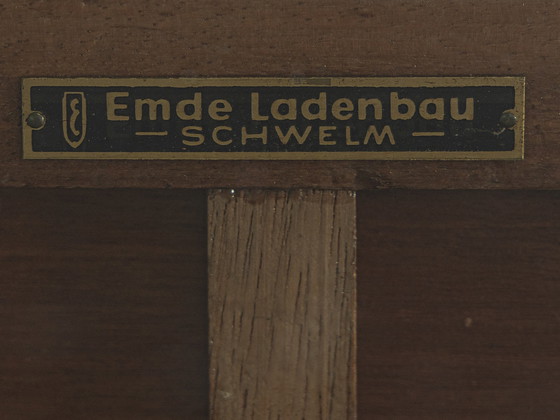 Emde Ladenbau
— SCHWELM —